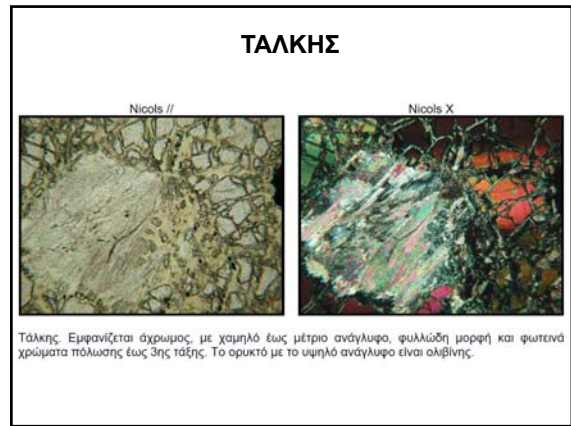 ΤΑΛΚΗΣ
Nicols //
Nicols X
Τάλκης. Εμφανίζεται άχρωμος, με χαμηλό έως μέτριο ανάγλυφο, φυλλώδη μορφή και φωτεινά
χρώματα πόλωσης έως 3ης τάξης. Το ορυκτό με το υψηλό ανάγλυφο είναι ολιβίνης.